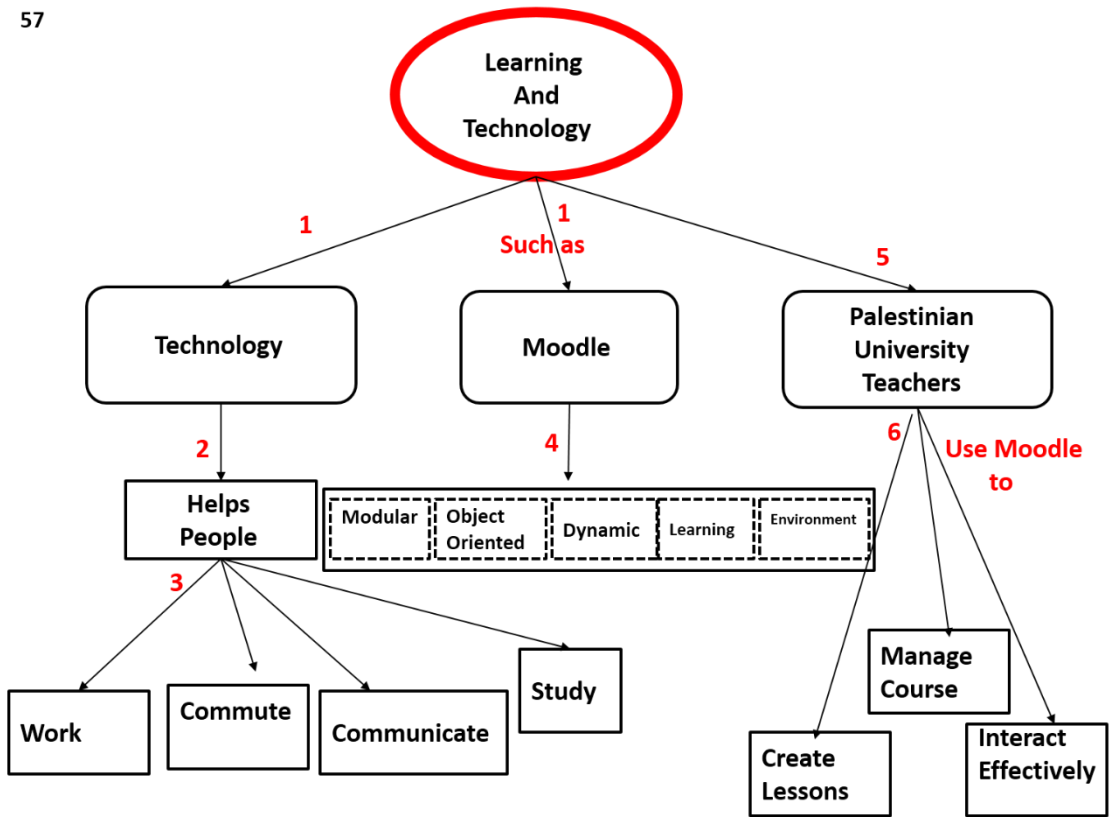 57
Learning
And
Technology
1
1
Such as
5
Technology
Moodle
Palestinian
University
Teachers
2
4
6
Use Moodle
to
Helps
People
Modular
Object
Oriented
Dynamic
Learning
Environment
3
Work
Commute
Communicate
Study
Manage
Course
Create
Lessons
Interact
Effectively